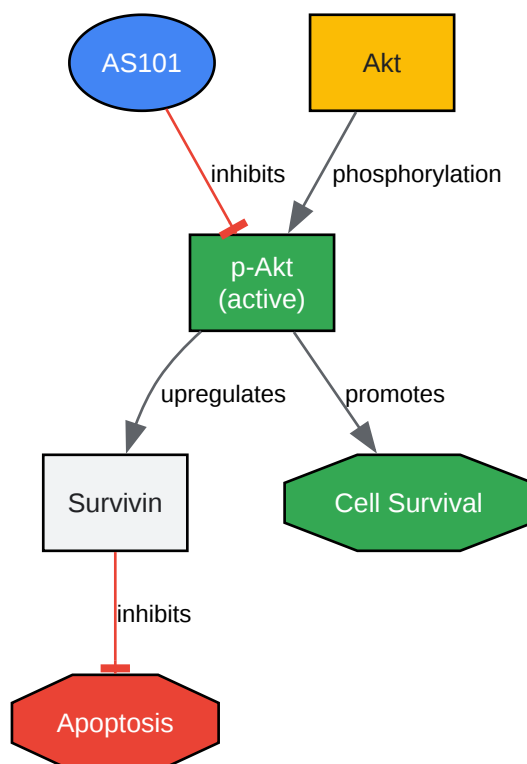 AS101
Akt
inhibits
phosphorylation
p-Akt
(active)
upregulates
promotes
Survivin
Cell Survival
inhibits
Apoptosis